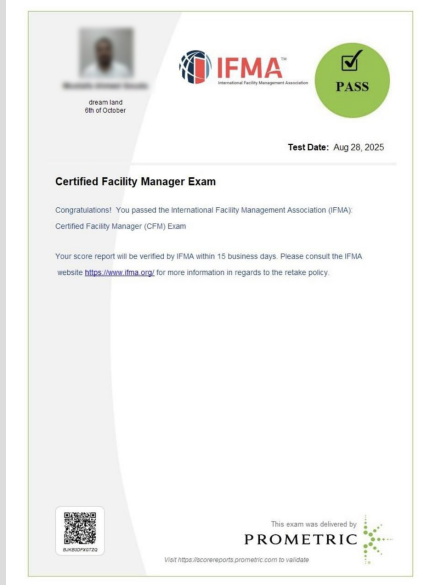 dream land
6th of October
IFMA™
International Facility Management Association
PASS
Test Date: Aug 28, 2025
Certified Facility Manager Exam
Congratulations! You passed the International Facility Management Association (IFMA):
Certified Facility Manager (CFM) Exam
Your score report will be verified by IFMA within 15 business days. Please consult the IFMA
website https://www.ifma.org/ for more information in regards to the retake policy.
This exam was delivered by
PROMETRIC
Visit https://scorereports.prometric.com to validate